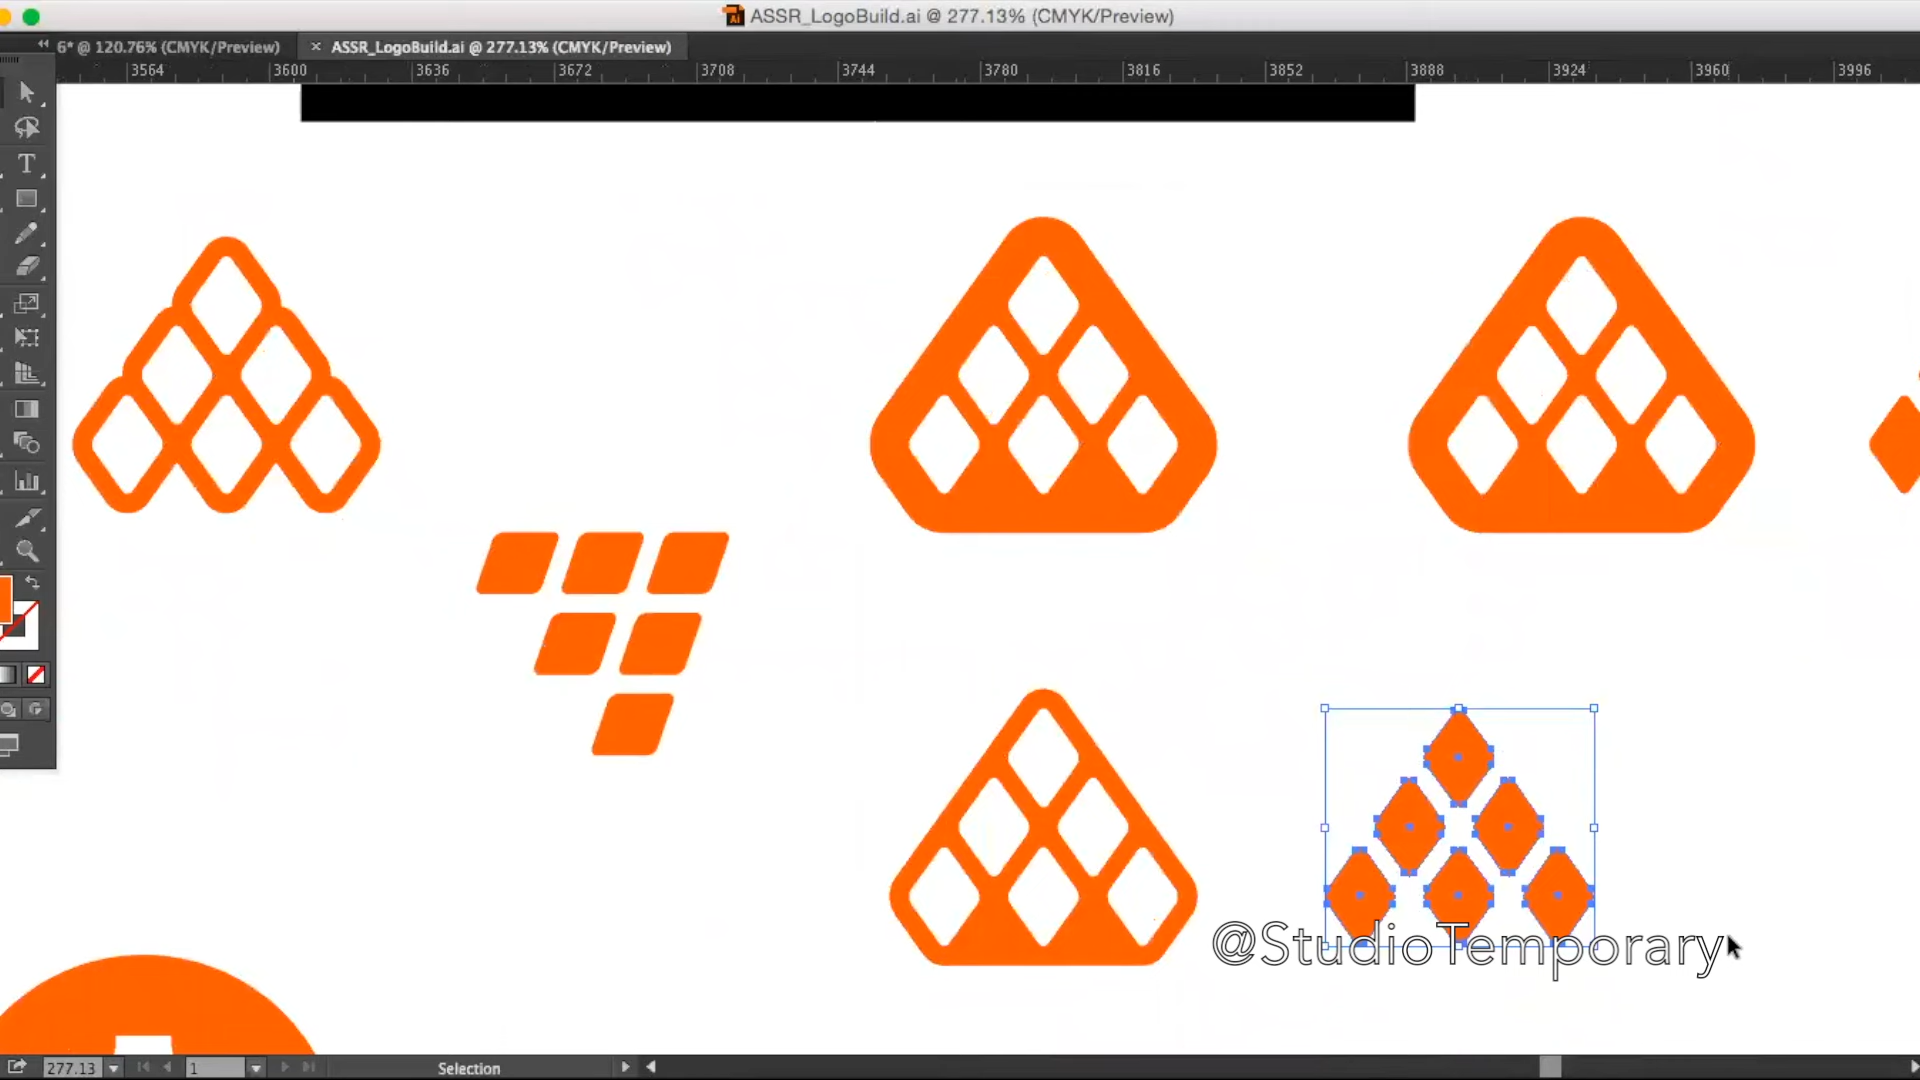 ASSR_LogoBuild.ai @ 277.13% (CMYK/Preview)
6* @ 120.76% (CMYK/Preview) × ASSR_LogoBuild.ai @ 277.13% (CMYK/Preview)
3564 3600 3636 3672 3708 3744 3780 3816 3852 3888 3924 3960 3996
@StudioTemporary
277.13 1 Selection